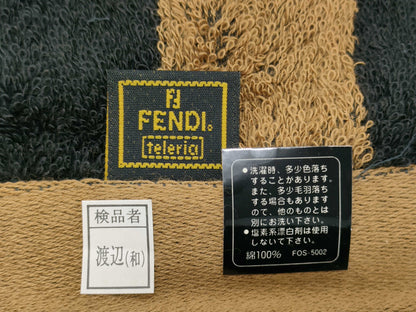 FENDI.
teleria
検品者
渡辺(和)
●洗濯時、多少色落ち
することがあります。
また、多少毛羽落ち
する場合もあります
ので、他のものとは
別にお洗い下さい。
●塩素系漂白剤は使用
しないで下さい。
綿100% FOS-5002